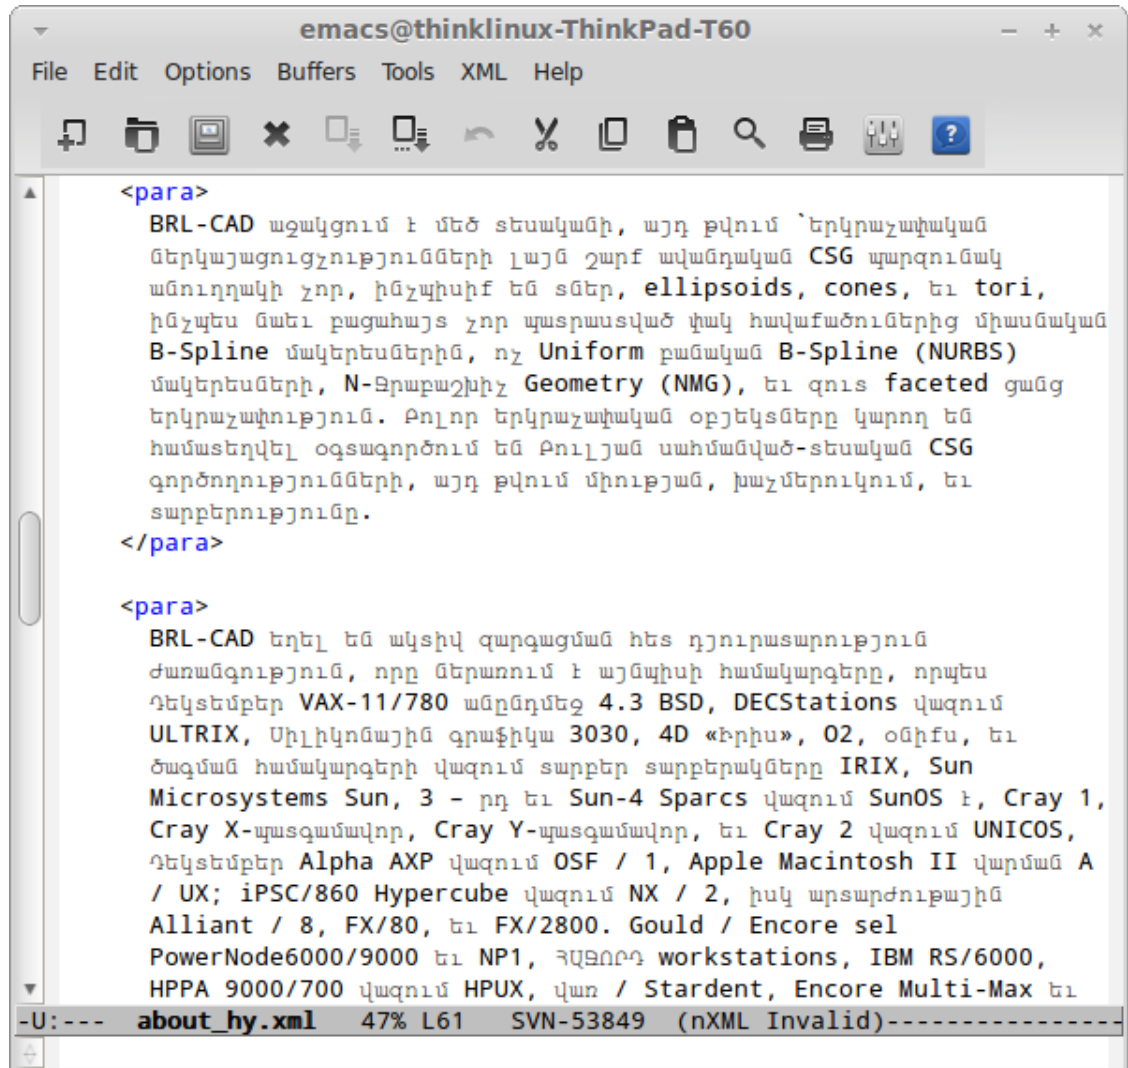 emacs@thinklinux-ThinkPad-T60
File Edit Options Buffers Tools XML Help
<para>
BRL-CAD աջակցում է մեծ տեսականի, այդ թվում `երկրաչափական
ներկայացուցչությունների լայն շարք ավանդական CSG պարզունակ
անուղղակի չոր, ինչպիսիք են տներ, ellipsoids, cones, եւ tori,
ինչպես նաեւ բացահայտ չոր պատրաստված փակ հավաքածուներից միասնական
B-Spline մակերեսներին, ոչ Uniform բանական B-Spline (NURBS)
մակերեսների, N-Ջրաբաշխիչ Geometry (NMG), եւ զուտ faceted ցանց
երկրաչափություն. Բոլոր երկրաչափական օբյեկտները կարող են
համատեղվել օգտագործում են Բուլյան սահմանված-տեսական CSG
գործողությունների, այդ թվում միության, խաչմերուկում, եւ
տարբերությունը.
</para>
<para>
BRL-CAD եղել են ակտիվ զարգացման հետ դյուրատարություն
ժառանգություն, որը ներառում է այնպիսի համակարգերը, որպես
Դեկտեմբեր VAX-11/780 անընդմեջ 4.3 BSD, DECStations վազում
ULTRIX, Սիլիկոնային գրաֆիկա 3030, 4D «Իրիս», O2, օնիքս, եւ
ծագման համակարգերի վազում տարբեր տարբերակները IRIX, Sun
Microsystems Sun, 3 – րդ եւ Sun-4 Sparcs վազում SunOS է, Cray 1,
Cray X-պատգամավոր, Cray Y-պատգամավոր, եւ Cray 2 վազում UNICOS,
Դեկտեմբեր Alpha AXP վազում OSF / 1, Apple Macintosh II վարման A
/ UX; iPSC/860 Hypercube վազում NX / 2, իսկ արտարժութային
Alliant / 8, FX/80, եւ FX/2800. Gould / Encore sel
PowerNode6000/9000 եւ NP1, ՀԱՋՈՐԴ workstations, IBM RS/6000,
HPPA 9000/700 վազում HPUX, վառ / Stardent, Encore Multi-Max եւ
-U:--- about_hy.xml 47% L61 SVN-53849 (nXML Invalid)----------------